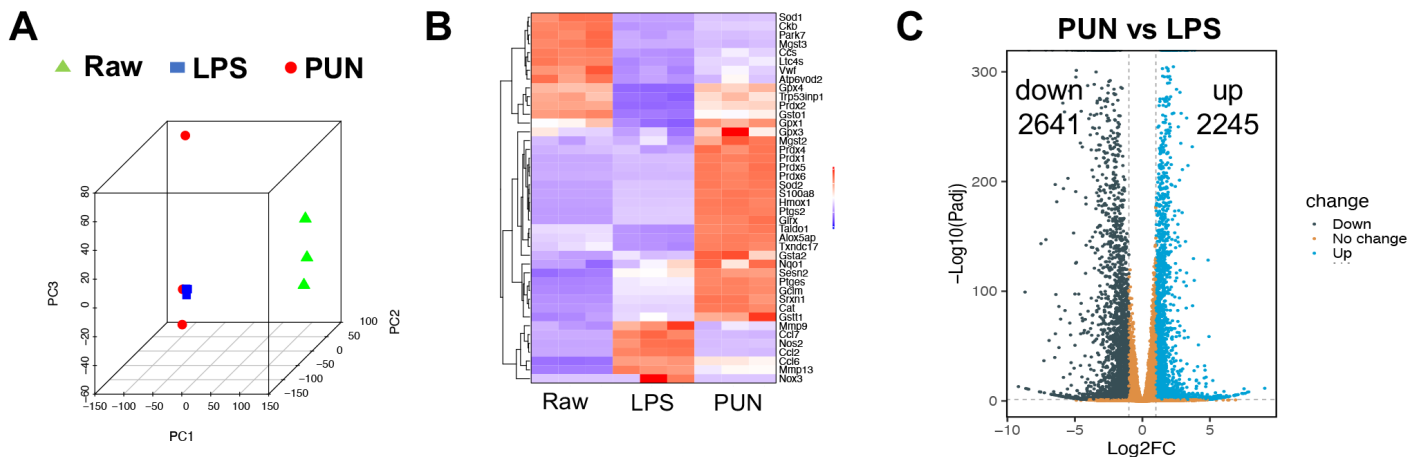 A
Raw
LPS
PUN
80
60
40
20
0
−20
−40
−60
PC3
−150
−100
−50
0
50
100
150
PC1
100
50
0
−50
−100
−150
PC2
B
Sod1
Ckb
Park7
Mgst3
Ccs
Ltc4s
Vwf
Atp6v0d2
Gpx4
Trp53inp1
Prdx2
Gsto1
Gpx1
Gpx3
Mgst2
Prdx4
Prdx1
Prdx5
Prdx6
Sod2
S100a8
Hmox1
Ptgs2
Glrx
Taldo1
Alox5ap
Txndc17
Gsta2
Nqo1
Sesn2
Ptges
Gclm
Srxn1
Cat
Gstt1
Mmp9
Ccl7
Nos2
Ccl2
Ccl6
Mmp13
Nox3
Raw
LPS
PUN
C
PUN vs LPS
down
2641
up
2245
300
200
100
0
−Log10(Padj)
−10
−5
0
5
Log2FC
change
Down
No change
Up